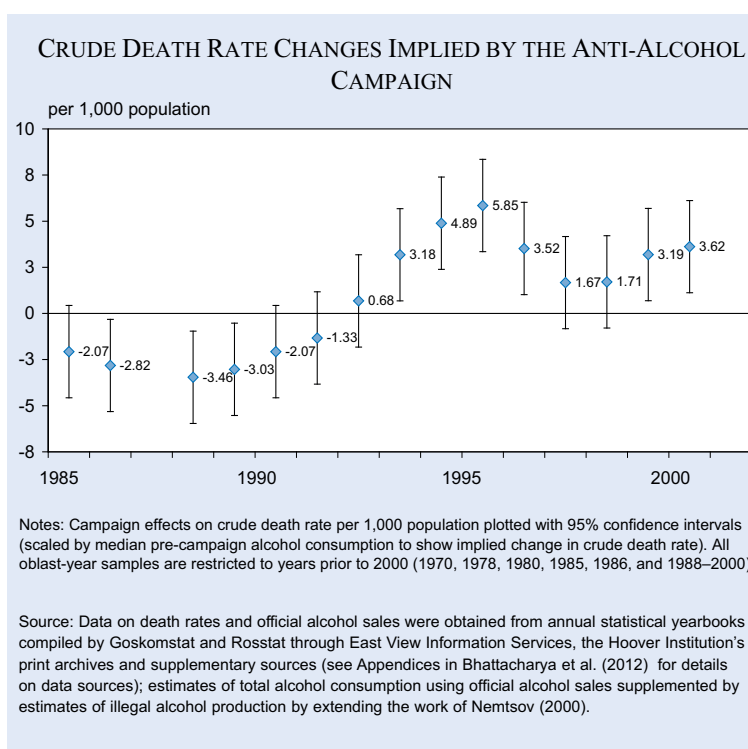 CRUDE DEATH RATE CHANGES IMPLIED BY THE ANTI-ALCOHOL
CAMPAIGN
per 1,000 population
10
8
5
3
0
-3
-5
-8
-2.07
-2.82
-3.46
-3.03
-2.07
-1.33
0.68
3.18
4.89
5.85
3.52
1.67
1.71
3.19
3.62
1985 1990 1995 2000
Notes: Campaign effects on crude death rate per 1,000 population plotted with 95% confidence intervals
(scaled by median pre-campaign alcohol consumption to show implied change in crude death rate). All
oblast-year samples are restricted to years prior to 2000 (1970, 1978, 1980, 1985, 1986, and 1988–2000)
Source: Data on death rates and official alcohol sales were obtained from annual statistical yearbooks
compiled by Goskomstat and Rosstat through East View Information Services, the Hoover Institution's
print archives and supplementary sources (see Appendices in Bhattacharya et al. (2012) for details
on data sources); estimates of total alcohol consumption using official alcohol sales supplemented by
estimates of illegal alcohol production by extending the work of Nemtsov (2000).